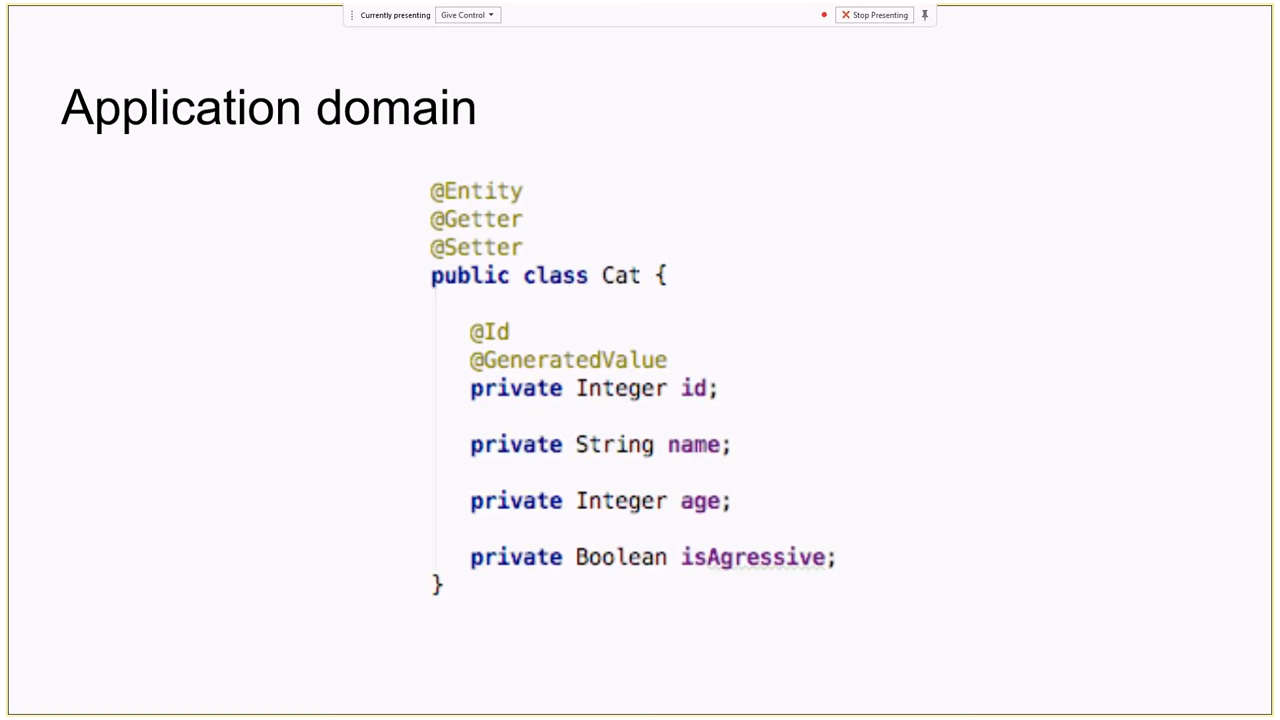 Currently presenting Give Control Stop Presenting
Application domain
@Entity
@Getter
@Setter
public class Cat {
@Id
@GeneratedValue
private Integer id;
private String name;
private Integer age;
private Boolean isAgressive;
}